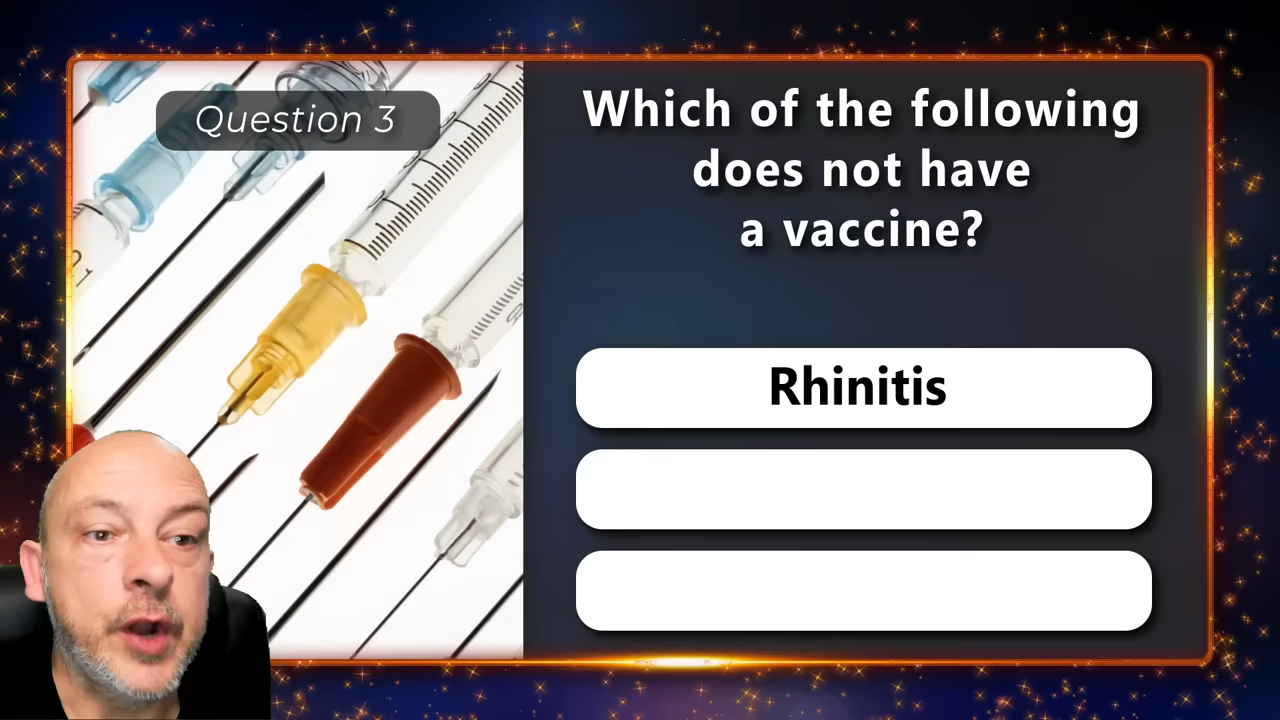 Question 3
Which of the following
does not have
a vaccine?
Rhinitis